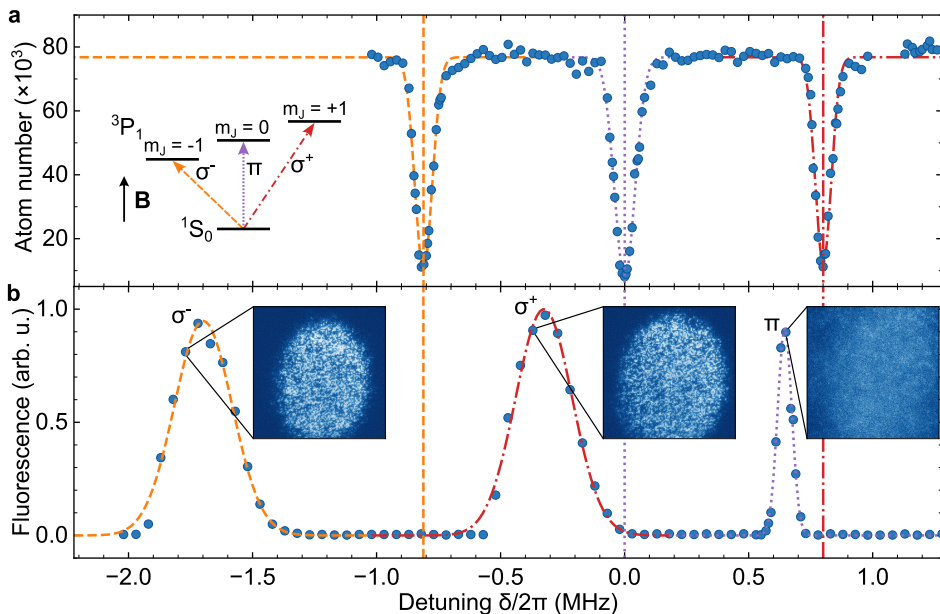 a
Atom number (×10³)
80
60
40
20
³P₁
m_J = -1
m_J = 0
m_J = +1
σ⁻
π
σ⁺
B
¹S₀
b
Fluorescence (arb. u.)
1.0
0.5
0.0
σ⁻
σ⁺
π
−2.0 −1.5 −1.0 −0.5 0.0 0.5 1.0
Detuning δ/2π (MHz)